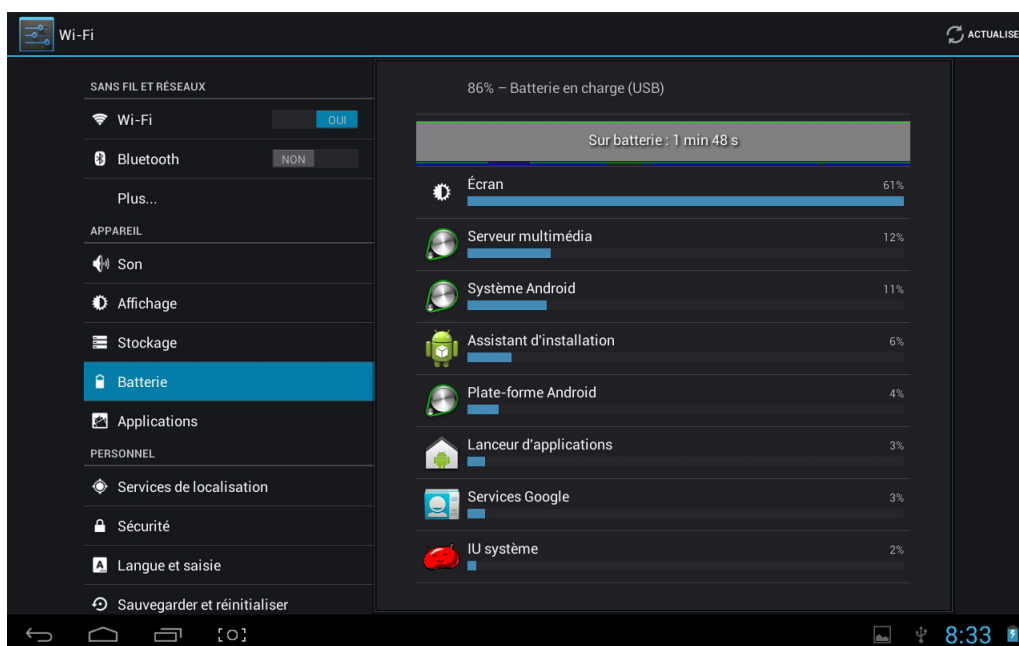 Wi-Fi
ACTUALISE
SANS FIL ET RÉSEAUX
Wi-Fi
OUI
Bluetooth
NON
Plus...
APPAREIL
Son
Affichage
Stockage
Batterie
Applications
PERSONNEL
Services de localisation
Sécurité
Langue et saisie
Sauvegarder et réinitialiser
86% – Batterie en charge (USB)
Sur batterie : 1 min 48 s
Écran 61%
Serveur multimédia 12%
Système Android 11%
Assistant d'installation 6%
Plate-forme Android 4%
Lanceur d'applications 3%
Services Google 3%
IU système 2%
8:33